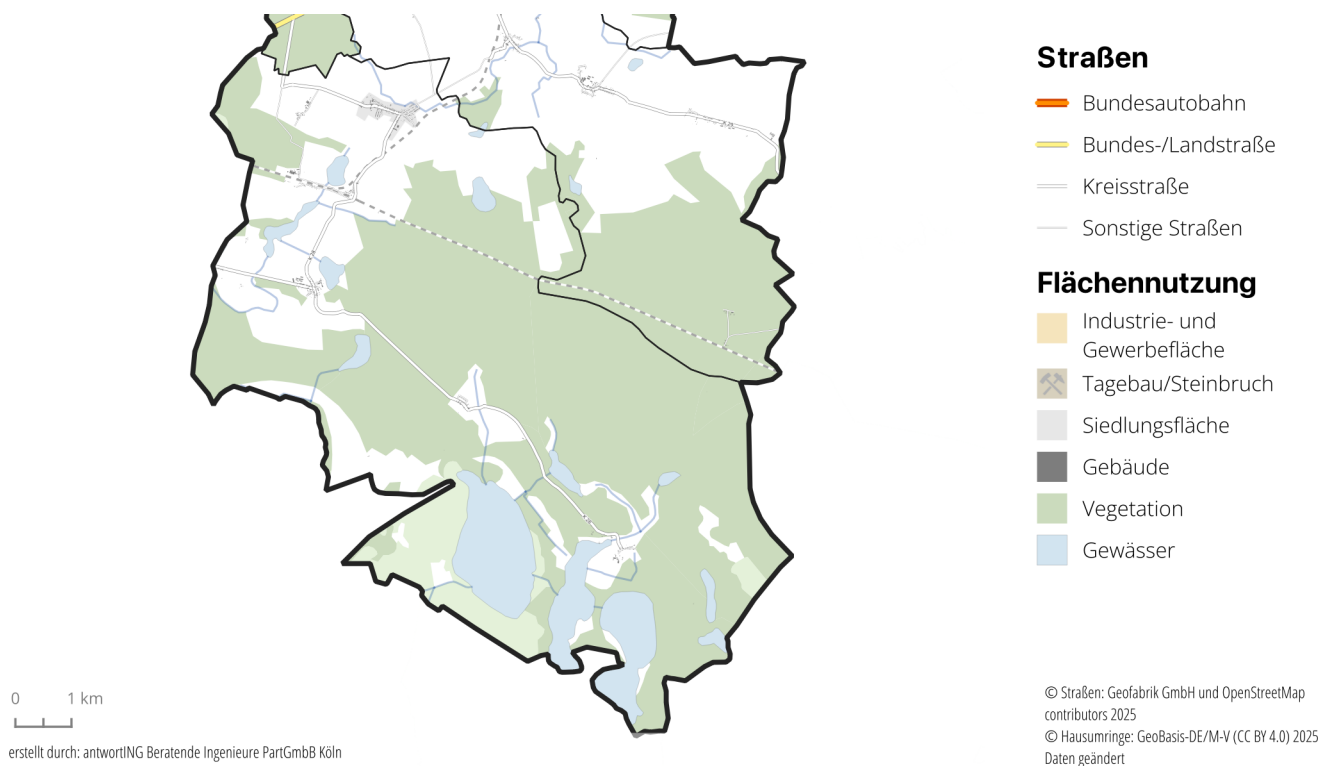 Straßen
Bundesautobahn
Bundes-/Landstraße
Kreisstraße
Sonstige Straßen
Flächennutzung
Industrie- und
Gewerbefläche
Tagebau/Steinbruch
Siedlungsfläche
Gebäude
Vegetation
Gewässer
0 1 km
erstellt durch: antwortING Beratende Ingenieure PartGmbB Köln
© Straßen: Geofabrik GmbH und OpenStreetMap
contributors 2025
© Hausumringe: GeoBasis-DE/M-V (CC BY 4.0) 2025
Daten geändert